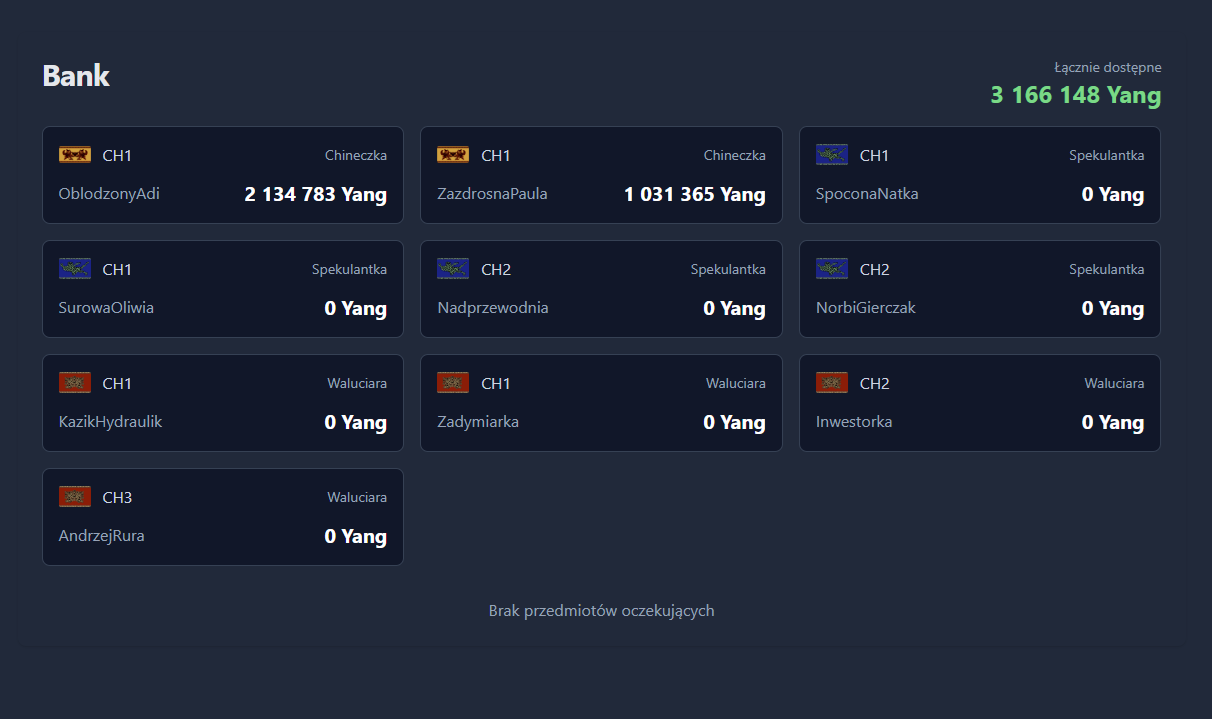 Bank
Łącznie dostępne
3 166 148 Yang
CH1 Chineczka
OblodzonyAdi 2 134 783 Yang
CH1 Chineczka
ZazdrosnaPaula 1 031 365 Yang
CH1 Spekulantka
SpoconaNatka 0 Yang
CH1 Spekulantka
SurowaOliwia 0 Yang
CH2 Spekulantka
Nadprzewodnia 0 Yang
CH2 Spekulantka
NorbiGierczak 0 Yang
CH1 Waluciara
KazikHydraulik 0 Yang
CH1 Waluciara
Zadymiarka 0 Yang
CH2 Waluciara
Inwestorka 0 Yang
CH3 Waluciara
AndrzejRura 0 Yang
Brak przedmiotów oczekujących